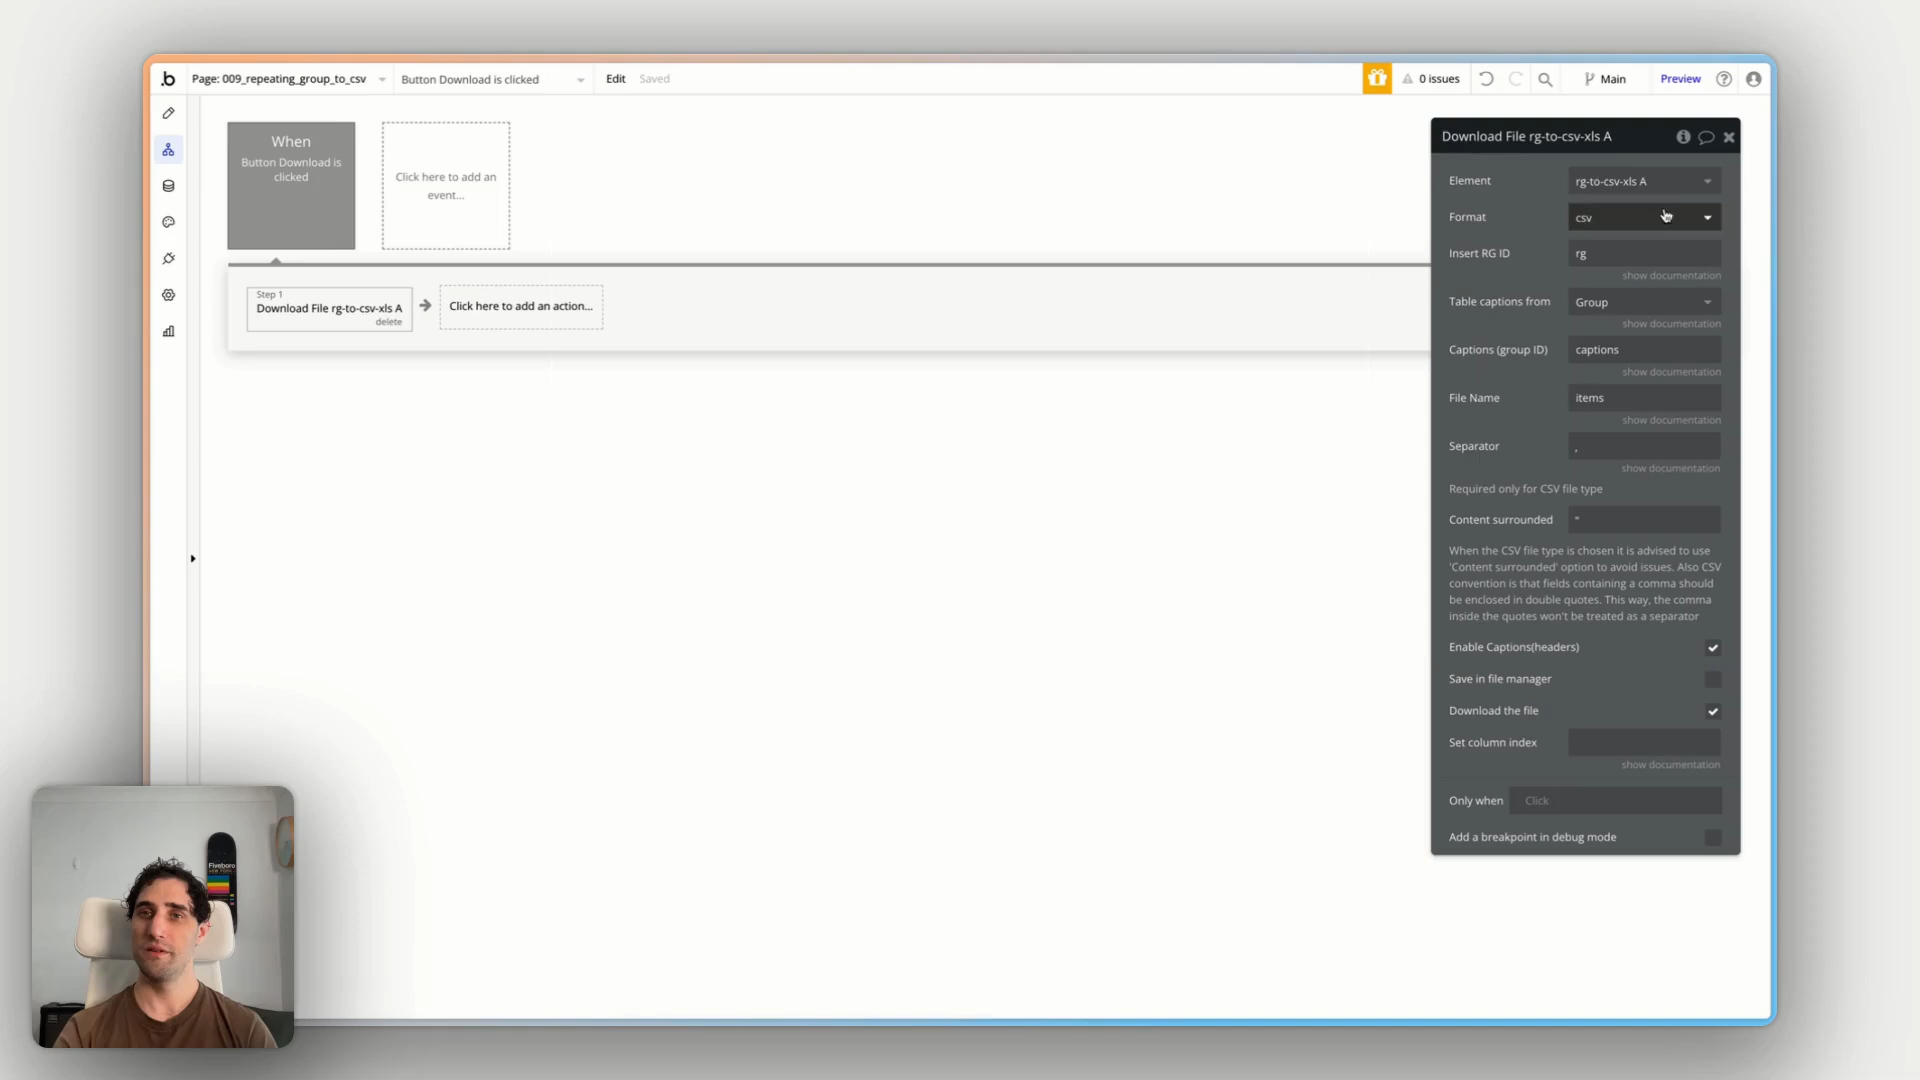 .b
Page: 009_repeating_group_to_csv
Button Download is clicked
Edit
Saved
0 issues
Main
Preview
When
Button Download is
clicked
Click here to add an
event...
Step 1
Download File rg-to-csv-xls A
delete
Click here to add an action...
Download File rg-to-csv-xls A
Element
rg-to-csv-xls A
Format
csv
Insert RG ID
rg
show documentation
Table captions from
Group
show documentation
Captions (group ID)
captions
show documentation
File Name
items
show documentation
Separator
,
show documentation
Required only for CSV file type
Content surrounded
"
When the CSV file type is chosen it is advised to use
'Content surrounded' option to avoid issues. Also CSV
convention is that fields containing a comma should
be enclosed in double quotes. This way, the comma
inside the quotes won't be treated as a separator
Enable Captions(headers)
Save in file manager
Download the file
Set column index
show documentation
Only when
Click
Add a breakpoint in debug mode
Fiveboro
NEW YORK